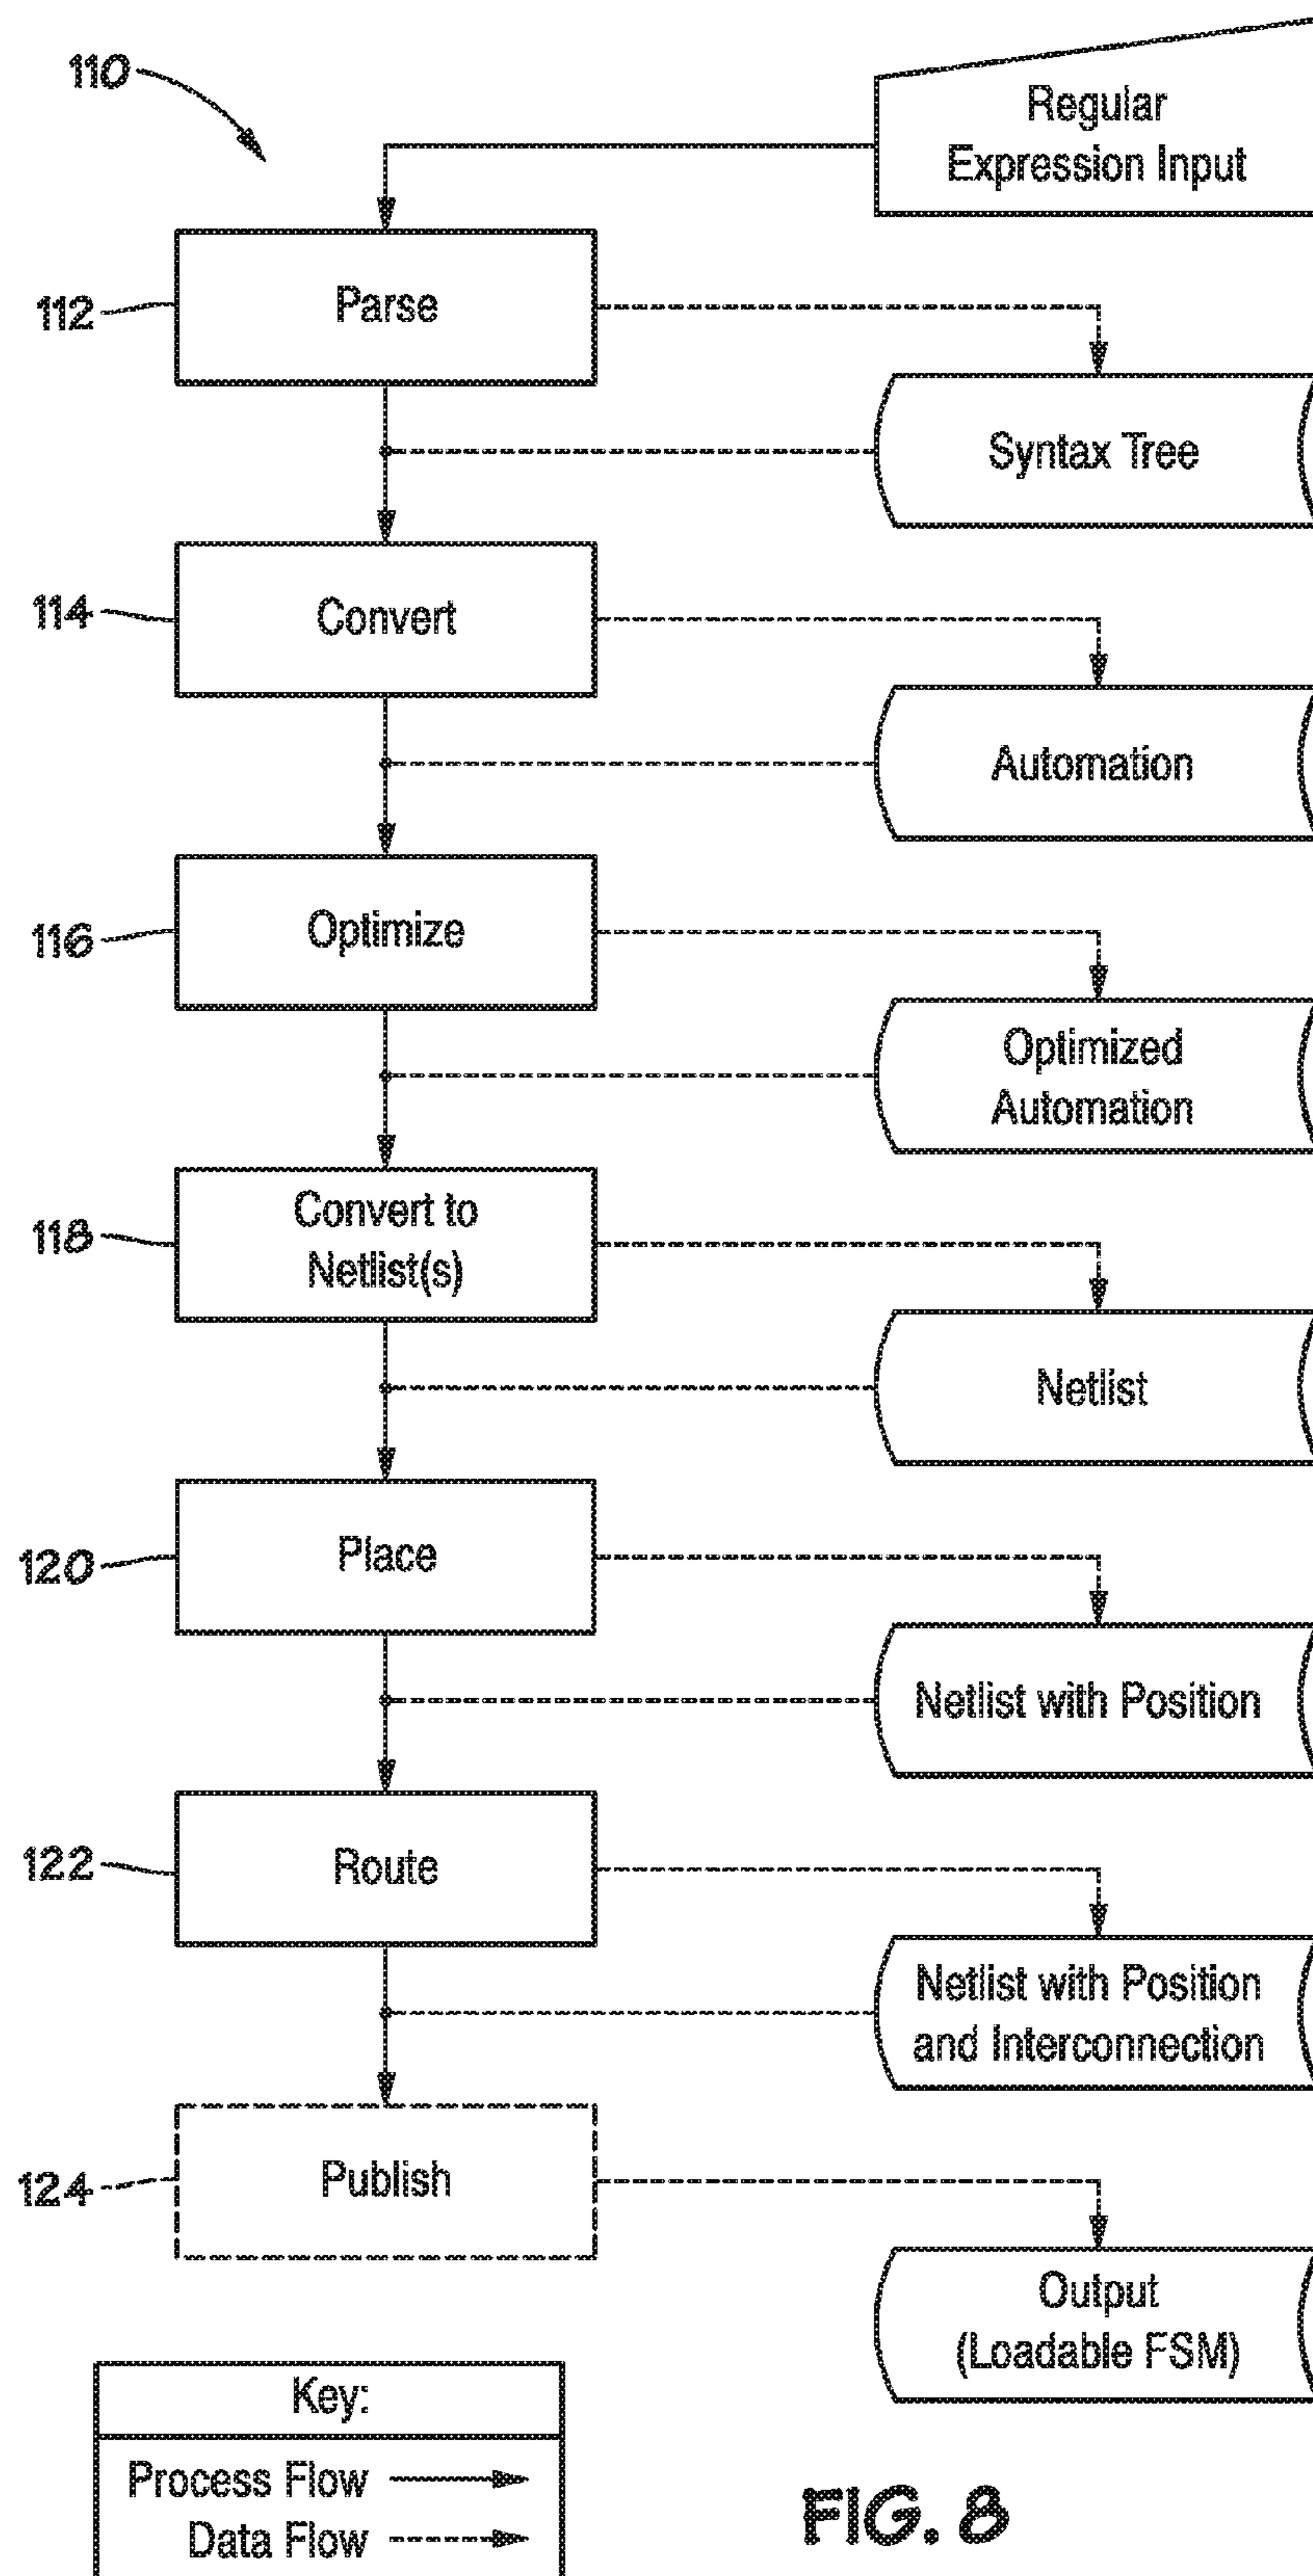 110
Regular
Expression Input
112
Parse
Syntax Tree
114
Convert
Automation
116
Optimize
Optimized
Automation
118
Convert to
Netlist(s)
Netlist
120
Place
Netlist with Position
122
Route
Netlist with Position
and Interconnection
124
Publish
Output
(Loadable FSM)
Key:
Process Flow
Data Flow
FIG. 8